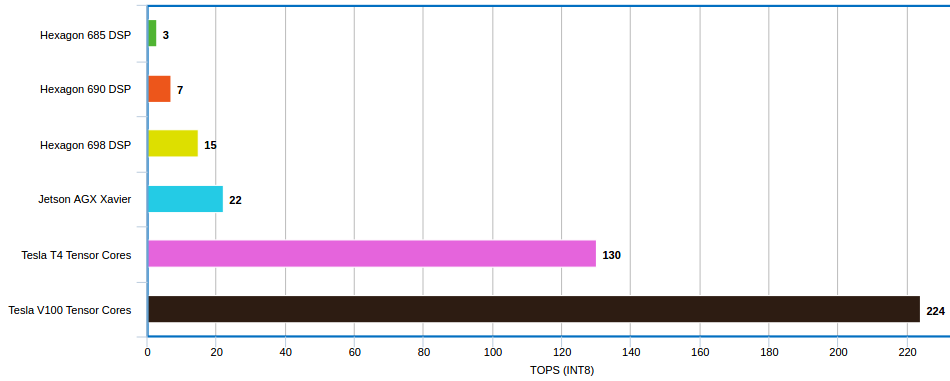 Hexagon 685 DSP 3
Hexagon 690 DSP 7
Hexagon 698 DSP 15
Jetson AGX Xavier 22
Tesla T4 Tensor Cores 130
Tesla V100 Tensor Cores 224
0 20 40 60 80 100 120 140 160 180 200 220
TOPS (INT8)